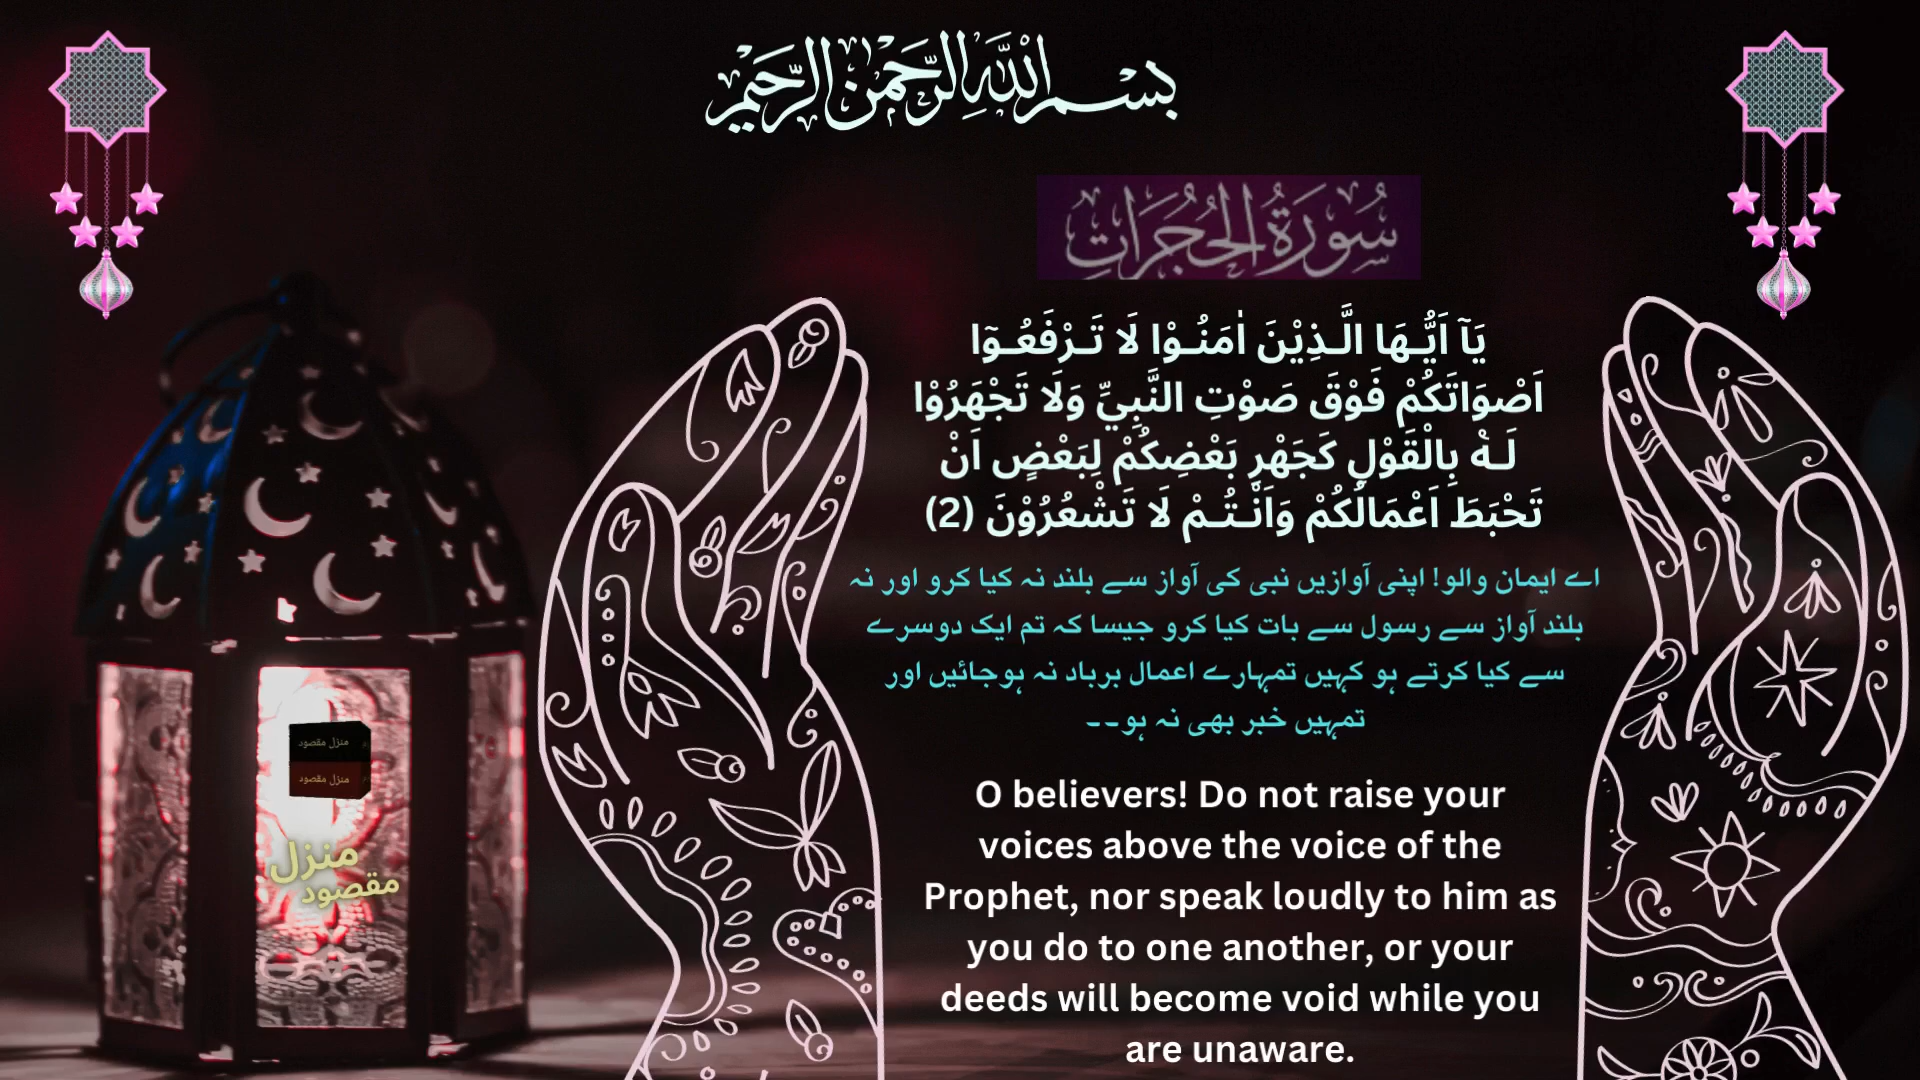 بِسْمِ اللهِ الرَّحْمٰنِ الرَّحِيْمِ
سُورَةُ الْحُجُرَاتِ
يَآ اَيُّـهَا الَّـذِيْنَ اٰمَنُـوْا لَا تَـرْفَعُـوٓا
اَصْوَاتَكُمْ فَوْقَ صَوْتِ النَّبِيِّ وَلَا تَجْهَرُوْا
لَـهٝ بِالْقَوْلِ كَجَهْرِ بَعْضِكُمْ لِبَعْضٍ اَنْ
تَحْبَطَ اَعْمَالُكُمْ وَاَنْـتُـمْ لَا تَشْعُرُوْنَ (2)
اے ایمان والو! اپنی آوازیں نبی کی آواز سے بلند نہ کیا کرو اور نہ
بلند آواز سے رسول سے بات کیا کرو جیسا کہ تم ایک دوسرے
سے کیا کرتے ہو کہیں تمہارے اعمال برباد نہ ہوجائیں اور
تمہیں خبر بھی نہ ہو۔۔
O believers! Do not raise your
voices above the voice of the
Prophet, nor speak loudly to him as
you do to one another, or your
deeds will become void while you
are unaware.
منزل مقصود
منزل مقصود
منزل
مقصود